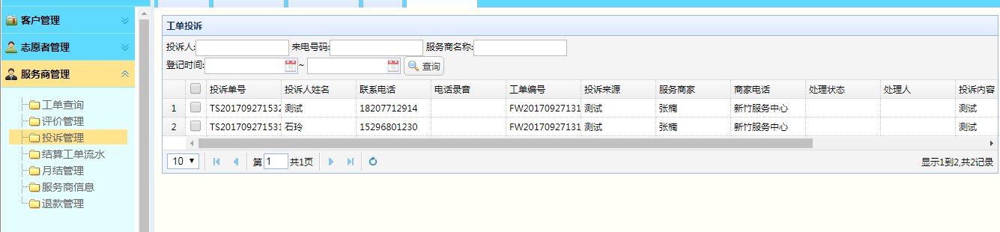 客户管理
志愿者管理
服务商管理
工单查询
评价管理
投诉管理
结算工单流水
月结管理
服务商信息
退款管理
工单投诉
投诉人: 来电号码: 服务商名称:
登记时间: ~ 查询
投诉单号 投诉人姓名 联系电话 电话录音 工单编号 投诉来源 服务商家 商家电话 处理状态 处理人 投诉内容
1 TS201709271532 测试 18207712914 FW20170927131 测试 张楠 新竹服务中心 测试
2 TS201709271531 石玲 15296801230 FW20170927131 测试 张楠 新竹服务中心 测试
10 第 1 共1页 显示1到2,共2记录